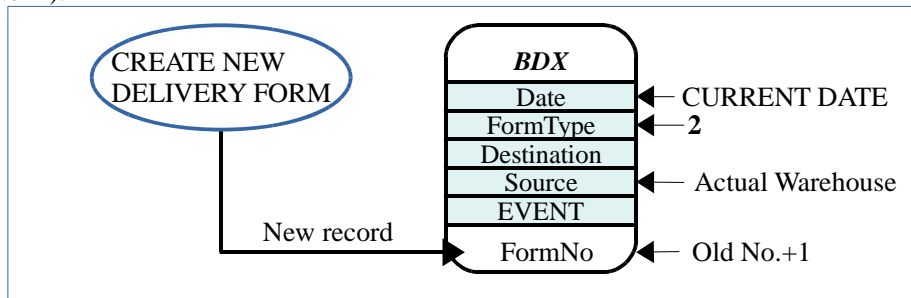 CREATE NEW
DELIVERY FORM
BDX
Date
CURRENT DATE
FormType
2
Destination
Source
Actual Warehouse
EVENT
New record
FormNo
Old No.+1